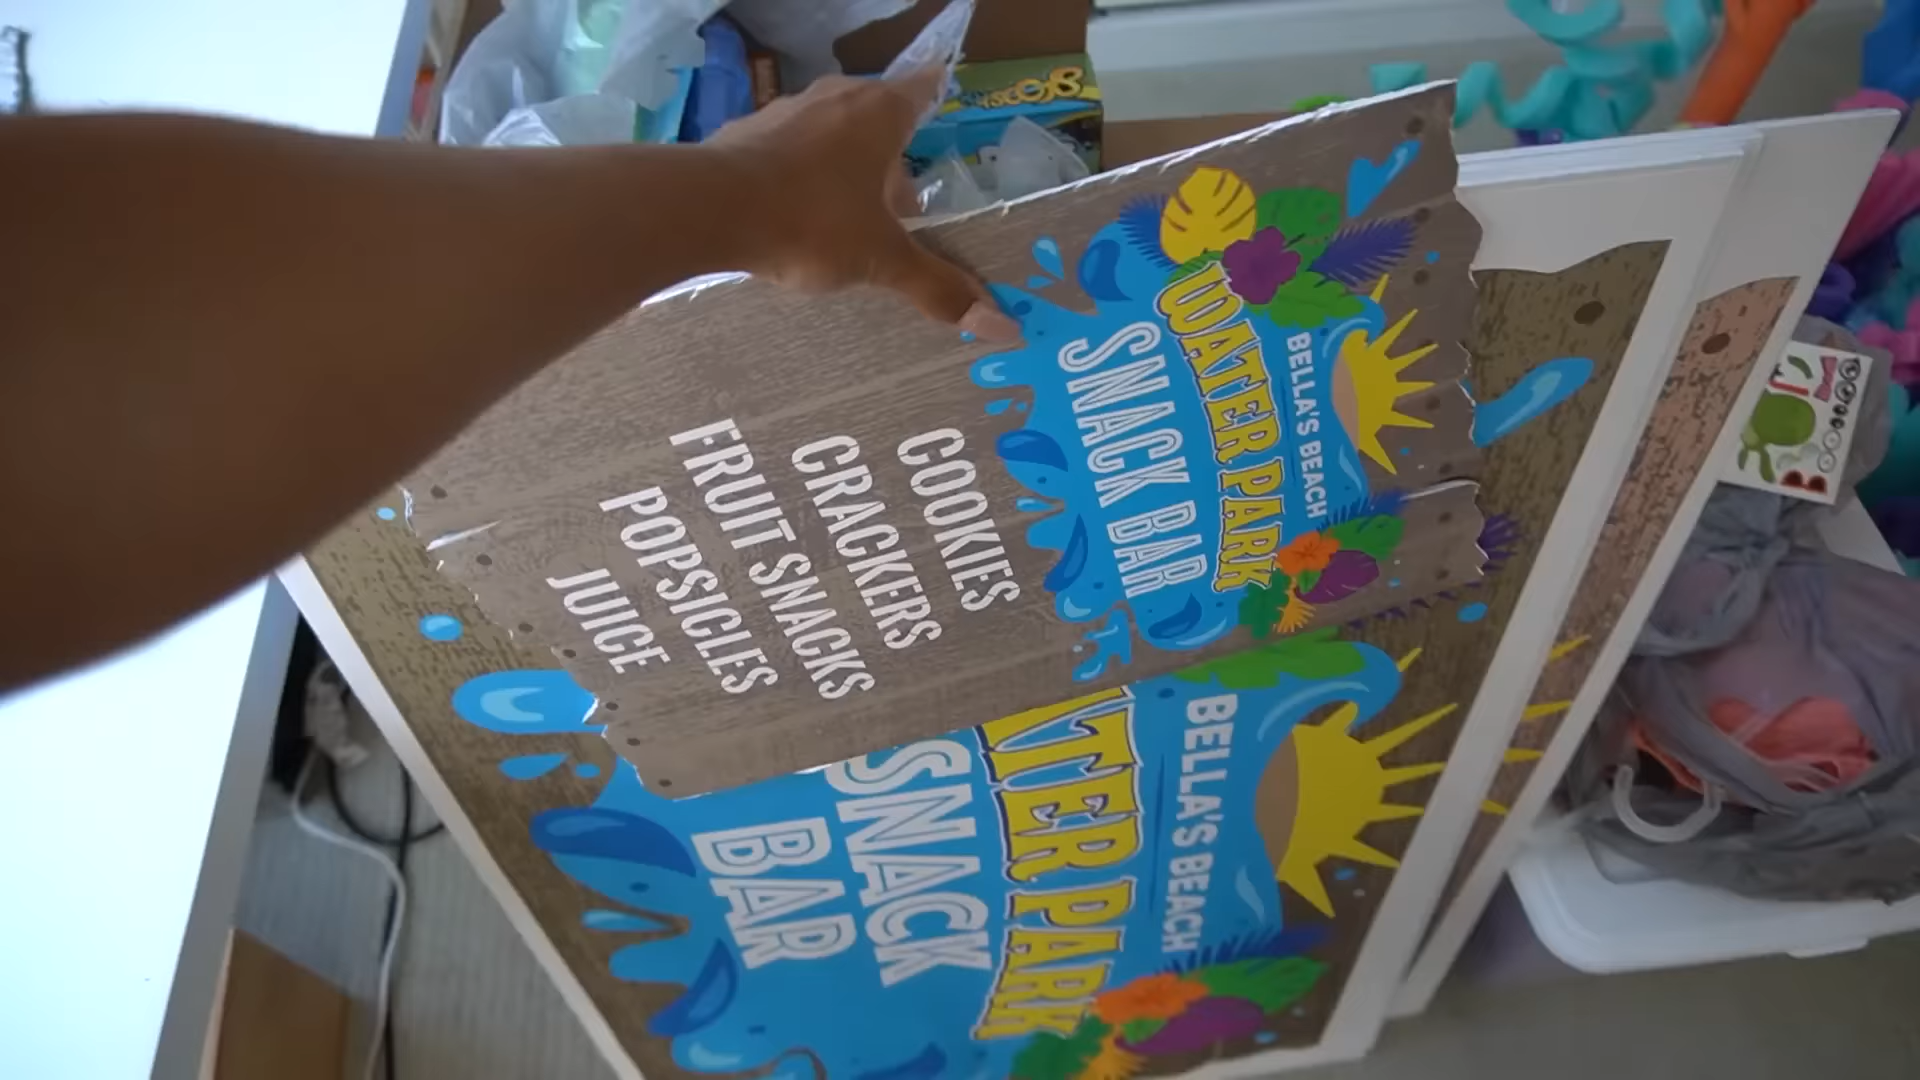 BELLA'S BEACH
WATER PARK
SNACK BAR
COOKIES
CRACKERS
FRUIT SNACKS
POPSICLES
JUICE
BELLA'S BEACH
TER PARK
SNACK
BAR